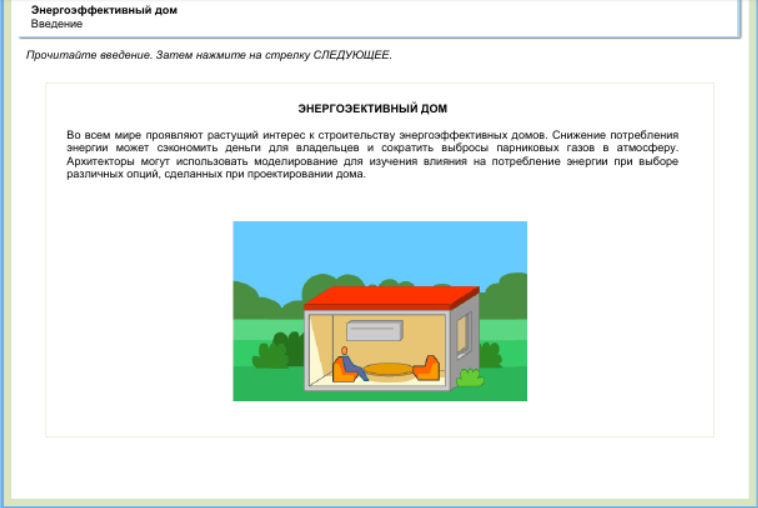 Энергоэффективный дом
Введение
Прочитайте введение. Затем нажмите на стрелку СЛЕДУЮЩЕЕ.
ЭНЕРГОЭЕКТИВНЫЙ ДОМ
Во всем мире проявляют растущий интерес к строительству энергоэффективных домов. Снижение потребления
энергии может сэкономить деньги для владельцев и сократить выбросы парниковых газов в атмосферу.
Архитекторы могут использовать моделирование для изучения влияния на потребление энергии при выборе
различных опций, сделанных при проектировании дома.